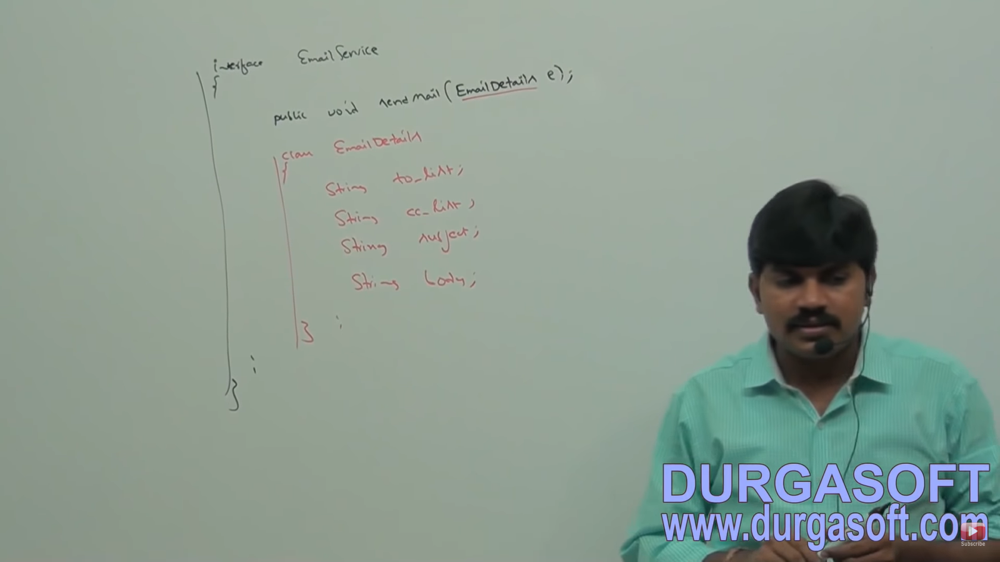 interface EmailService
{
public void sendMail(EmailDetails e);
class EmailDetails
{
String to_list;
String cc_list;
String subject;
String body;
} ;
;
}
DURGASOFT
www.durgasoft.com
Subscribe